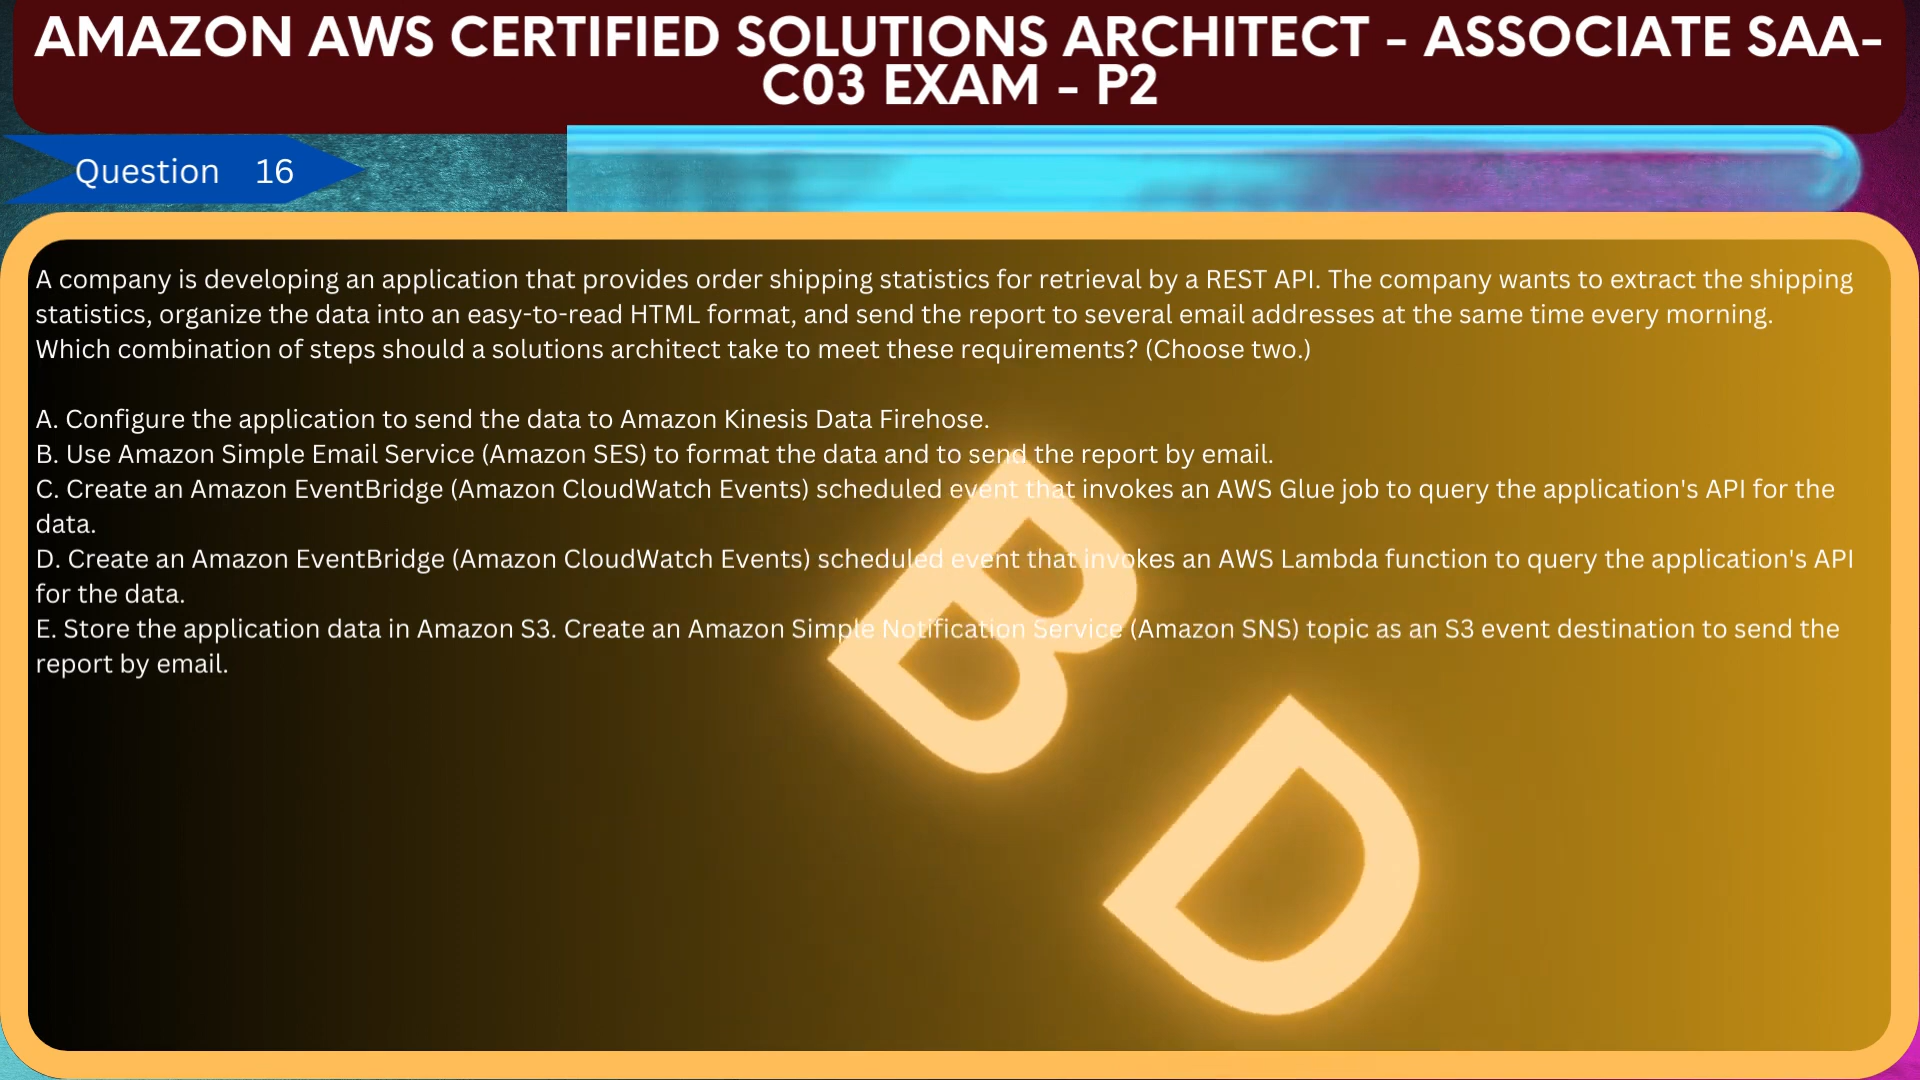 AMAZON AWS CERTIFIED SOLUTIONS ARCHITECT - ASSOCIATE SAA-
C03 EXAM - P2
Question 16
A company is developing an application that provides order shipping statistics for retrieval by a REST API. The company wants to extract the shipping
statistics, organize the data into an easy-to-read HTML format, and send the report to several email addresses at the same time every morning.
Which combination of steps should a solutions architect take to meet these requirements? (Choose two.)
A. Configure the application to send the data to Amazon Kinesis Data Firehose.
B. Use Amazon Simple Email Service (Amazon SES) to format the data and to send the report by email.
C. Create an Amazon EventBridge (Amazon CloudWatch Events) scheduled event that invokes an AWS Glue job to query the application's API for the
data.
D. Create an Amazon EventBridge (Amazon CloudWatch Events) scheduled event that invokes an AWS Lambda function to query the application's API
for the data.
E. Store the application data in Amazon S3. Create an Amazon Simple Notification Service (Amazon SNS) topic as an S3 event destination to send the
report by email.
B
D